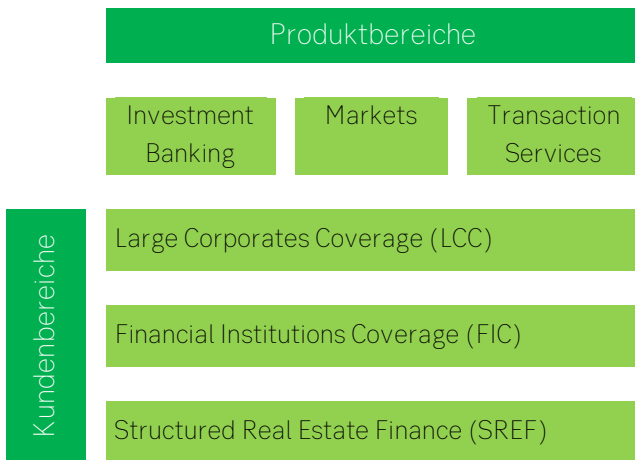 Produktbereiche
Investment
Banking
Markets
Transaction
Services
Kundenbereiche
Large Corporates Coverage (LCC)
Financial Institutions Coverage (FIC)
Structured Real Estate Finance (SREF)